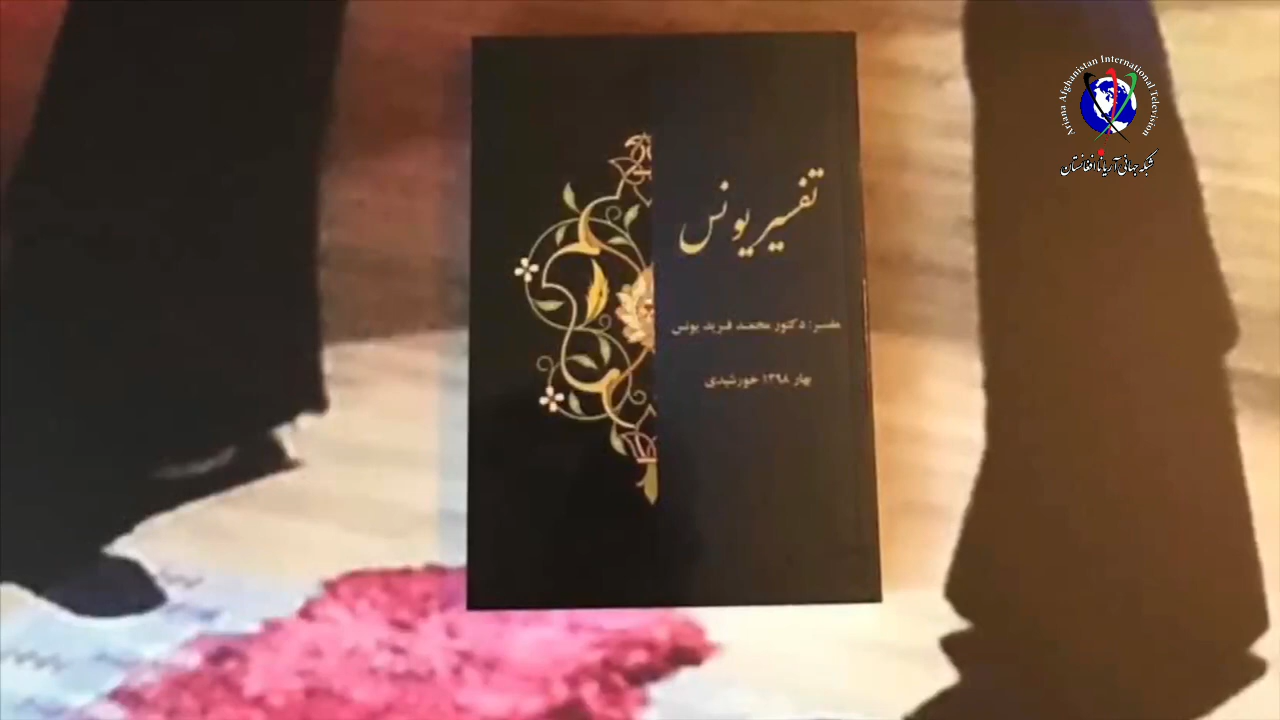 تفسیر یونس
مفسر: دکتور محمد فرید یونس
بهار ۱۳۹۸ خورشیدی
Ariana Afghanistan International Television
شبکه جهانی آریانا افغانستان